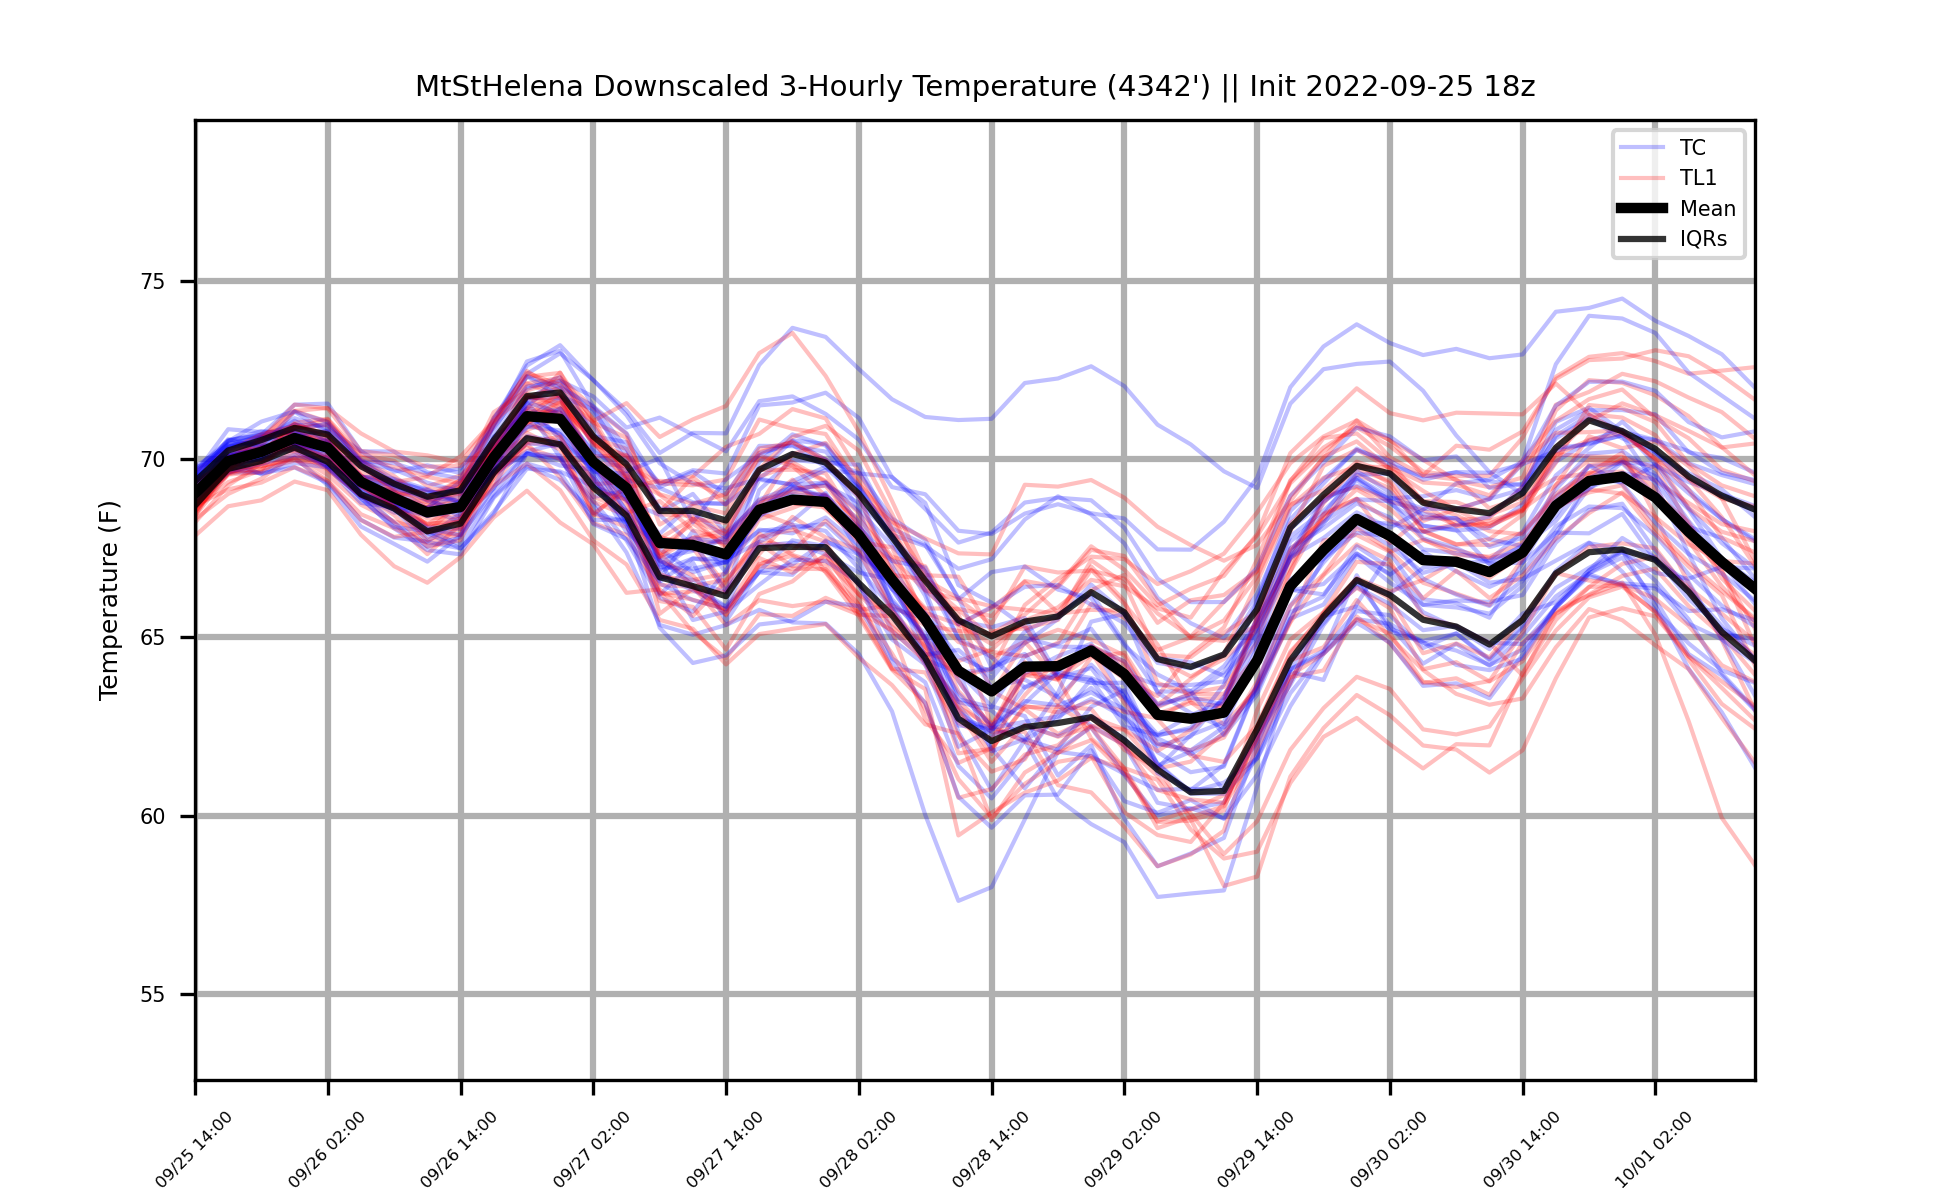 MtStHelena Downscaled 3-Hourly Temperature (4342') || Init 2022-09-25 18z
TC
TL1
Mean
IQRs
Temperature (F)
75
70
65
60
55
09/25 14:00
09/26 02:00
09/26 14:00
09/27 02:00
09/27 14:00
09/28 02:00
09/28 14:00
09/29 02:00
09/29 14:00
09/30 02:00
09/30 14:00
10/01 02:00